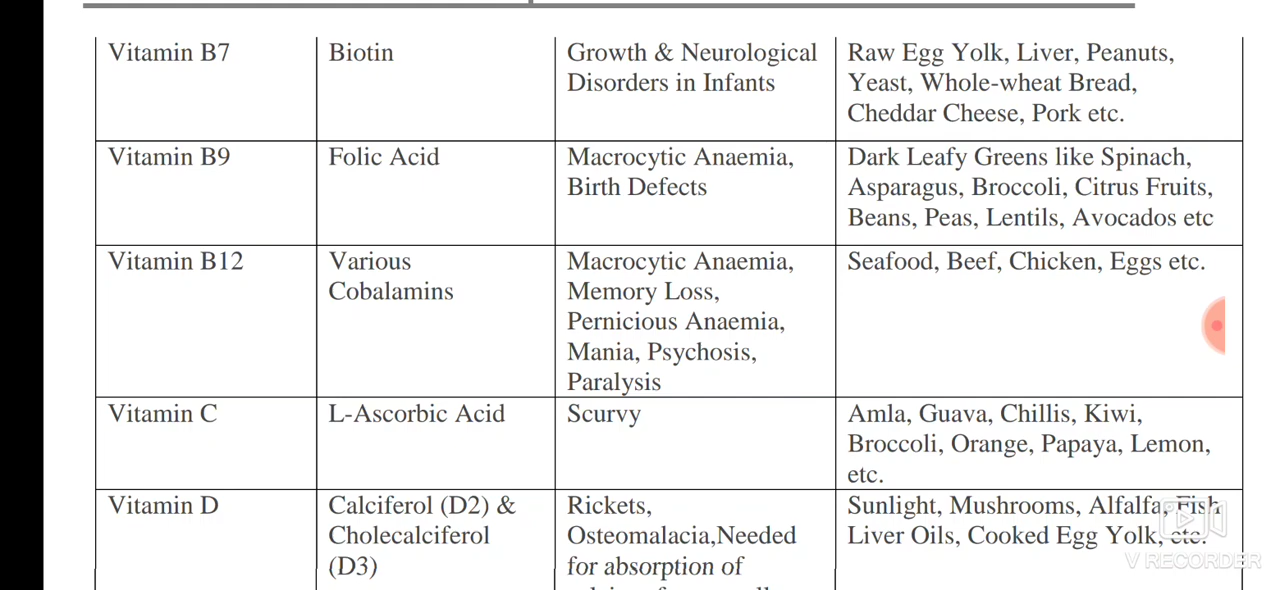 Vitamin B7
Biotin
Growth & Neurological
Disorders in Infants
Raw Egg Yolk, Liver, Peanuts,
Yeast, Whole-wheat Bread,
Cheddar Cheese, Pork etc.
Vitamin B9
Folic Acid
Macrocytic Anaemia,
Birth Defects
Dark Leafy Greens like Spinach,
Asparagus, Broccoli, Citrus Fruits,
Beans, Peas, Lentils, Avocados etc
Vitamin B12
Various
Cobalamins
Macrocytic Anaemia,
Memory Loss,
Pernicious Anaemia,
Mania, Psychosis,
Paralysis
Seafood, Beef, Chicken, Eggs etc.
Vitamin C
L-Ascorbic Acid
Scurvy
Amla, Guava, Chillis, Kiwi,
Broccoli, Orange, Papaya, Lemon,
etc.
Vitamin D
Calciferol (D2) &
Cholecalciferol
(D3)
Rickets,
Osteomalacia,Needed
for absorption of
Sunlight, Mushrooms, Alfalfa, Fish
Liver Oils, Cooked Egg Yolk, etc.
V RECORDER